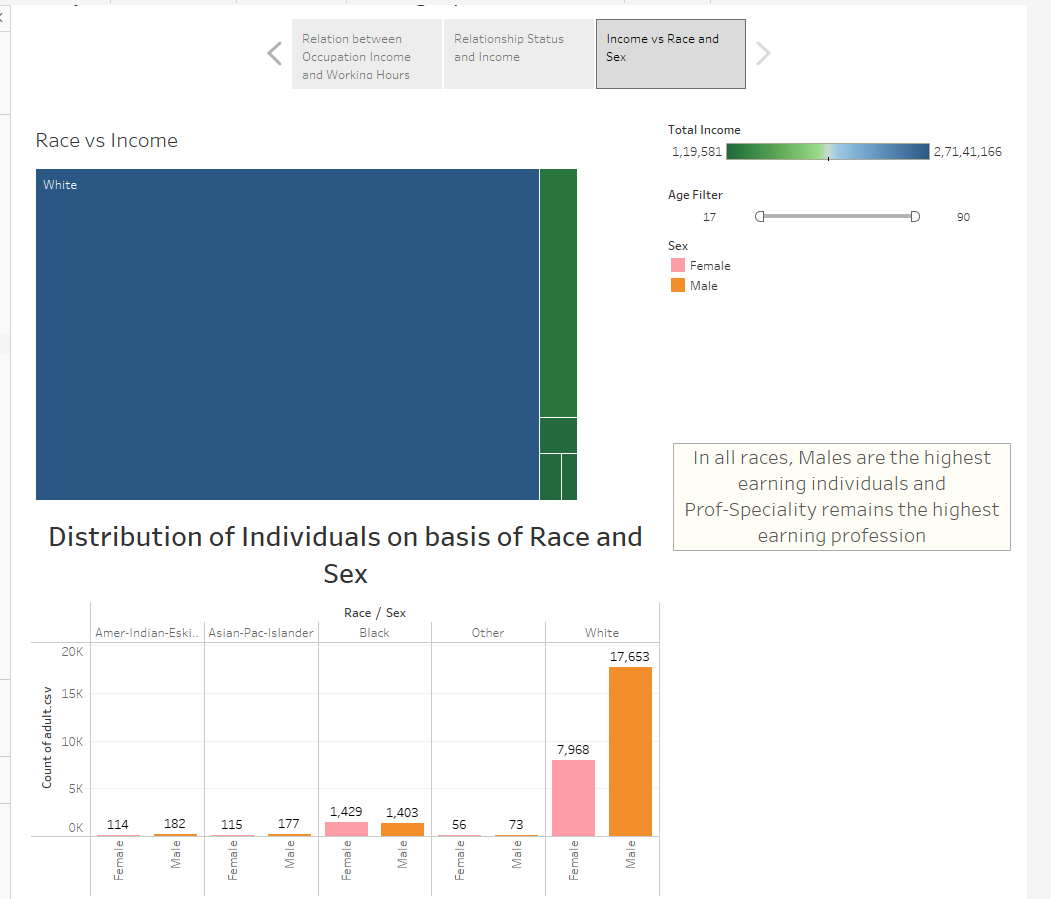 Relation between
Occupation Income
and Working Hours
Relationship Status
and Income
Income vs Race and
Sex
Race vs Income
White
Total Income
1,19,581
2,71,41,166
Age Filter
17
90
Sex
Female
Male
In all races, Males are the highest
earning individuals and
Prof-Speciality remains the highest
earning profession
Distribution of Individuals on basis of Race and
Sex
Race / Sex
Amer-Indian-Eski.. Asian-Pac-Islander Black Other White
Count of adult.csv
20K
15K
10K
5K
0K
114 182 115 177 1,429 1,403 56 73 7,968 17,653
Female Male Female Male Female Male Female Male Female Male